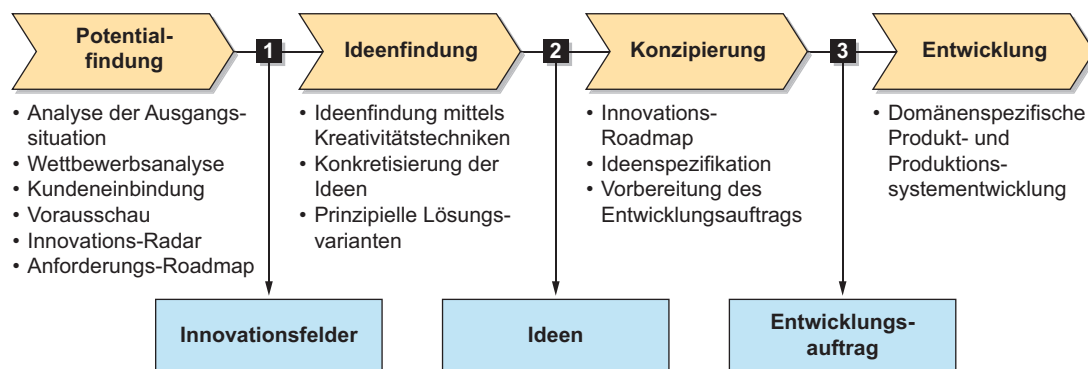 Potential-
findung
1
Ideenfindung
2
Konzipierung
3
Entwicklung
• Analyse der Ausgangs-
situation
• Wettbewerbsanalyse
• Kundeneinbindung
• Vorausschau
• Innovations-Radar
• Anforderungs-Roadmap
• Ideenfindung mittels
Kreativitätstechniken
• Konkretisierung der
Ideen
• Prinzipielle Lösungs-
varianten
• Innovations-
Roadmap
• Ideenspezifikation
• Vorbereitung des
Entwicklungsauftrags
• Domänenspezifische
Produkt- und
Produktions-
systementwicklung
Innovationsfelder
Ideen
Entwicklungs-
auftrag